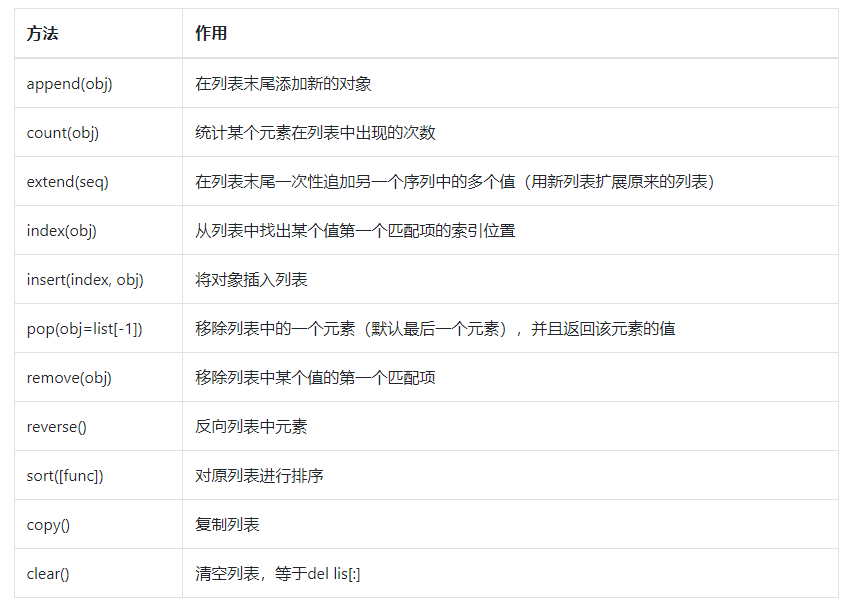 方法 作用
append(obj) 在列表末尾添加新的对象
count(obj) 统计某个元素在列表中出现的次数
extend(seq) 在列表末尾一次性追加另一个序列中的多个值（用新列表扩展原来的列表）
index(obj) 从列表中找出某个值第一个匹配项的索引位置
insert(index, obj) 将对象插入列表
pop(obj=list[-1]) 移除列表中的一个元素（默认最后一个元素），并且返回该元素的值
remove(obj) 移除列表中某个值的第一个匹配项
reverse() 反向列表中元素
sort([func]) 对原列表进行排序
copy() 复制列表
clear() 清空列表，等于del lis[:]